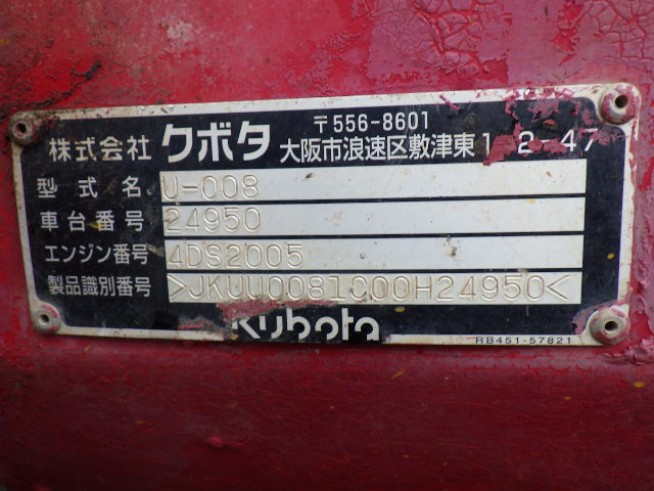 株式会社 クボタ 〒556-8601
大阪市浪速区敷津東1-2-47
型式名 U-008
車台番号 24950
エンジン番号 4DS2005
製品識別番号 >JKUU0081C00H24950<
Kubota
RB451-57821